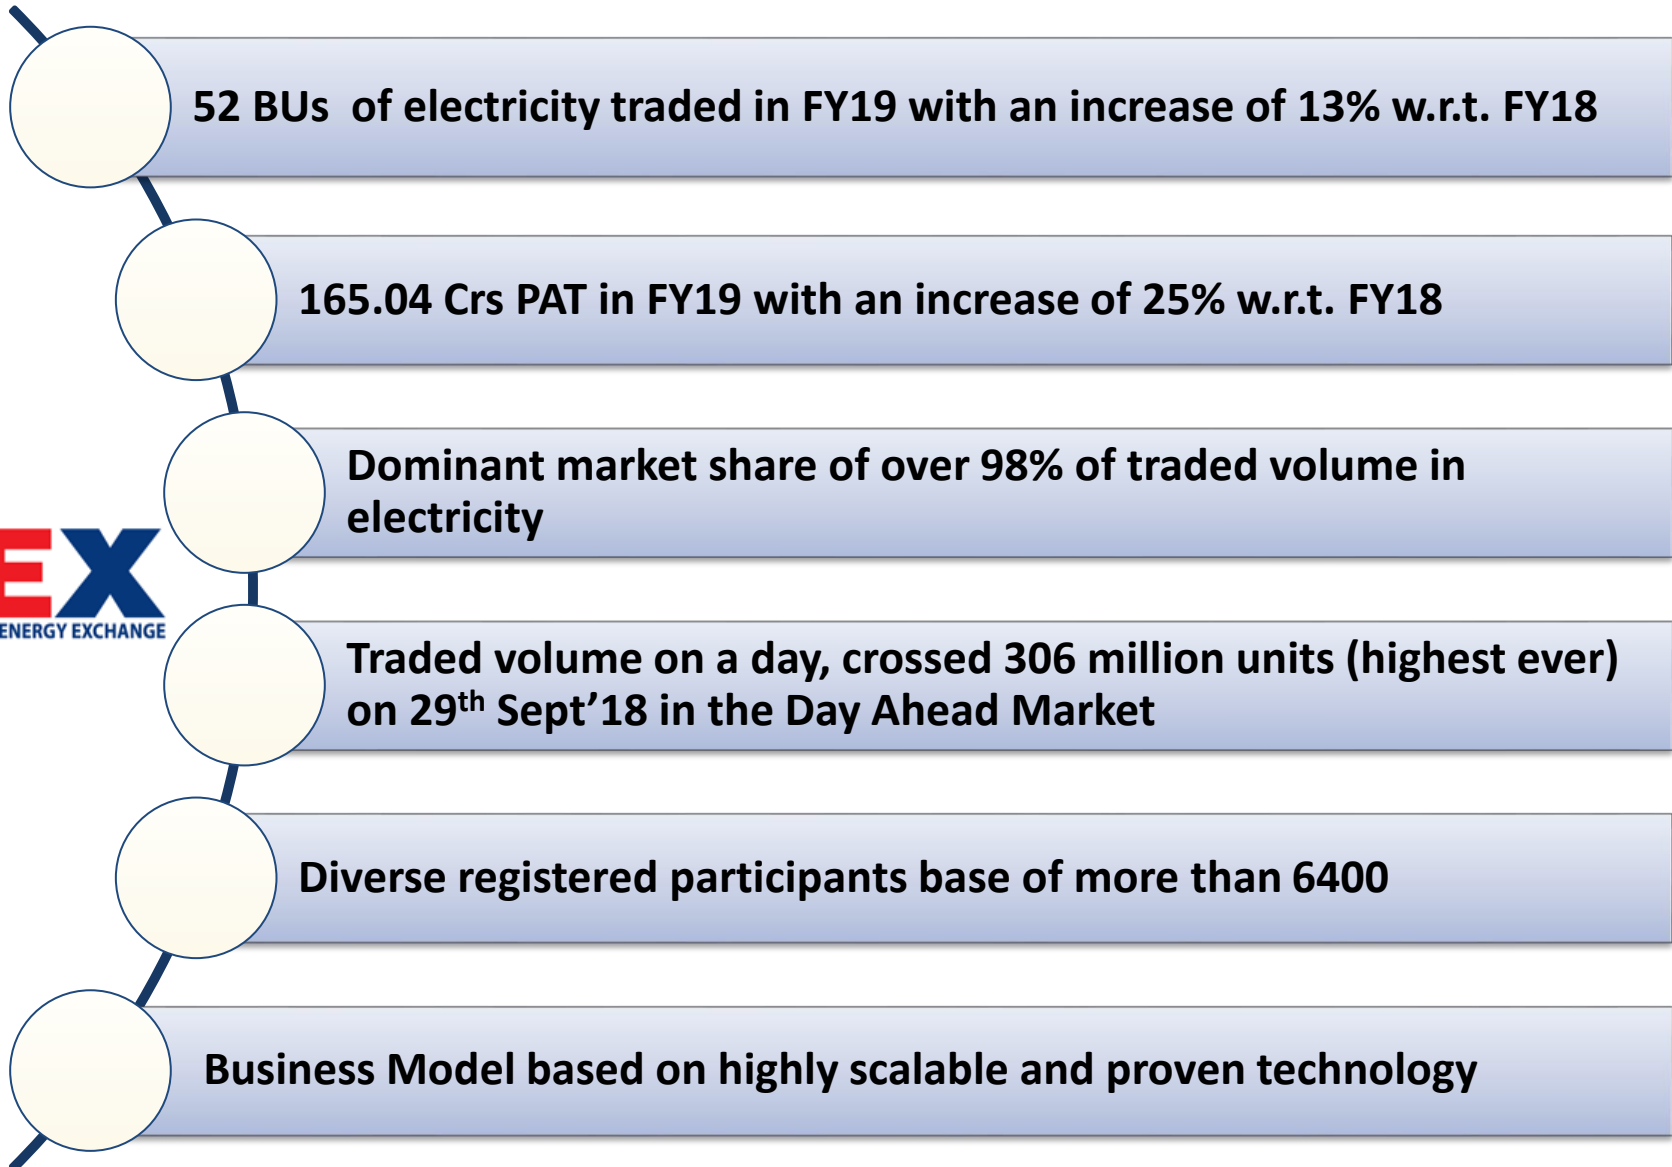 52 BUs of electricity traded in FY19 with an increase of 13% w.r.t. FY18
165.04 Crs PAT in FY19 with an increase of 25% w.r.t. FY18
Dominant market share of over 98% of traded volume in
electricity
EX
ENERGY EXCHANGE
Traded volume on a day, crossed 306 million units (highest ever)
on 29th Sept’18 in the Day Ahead Market
Diverse registered participants base of more than 6400
Business Model based on highly scalable and proven technology